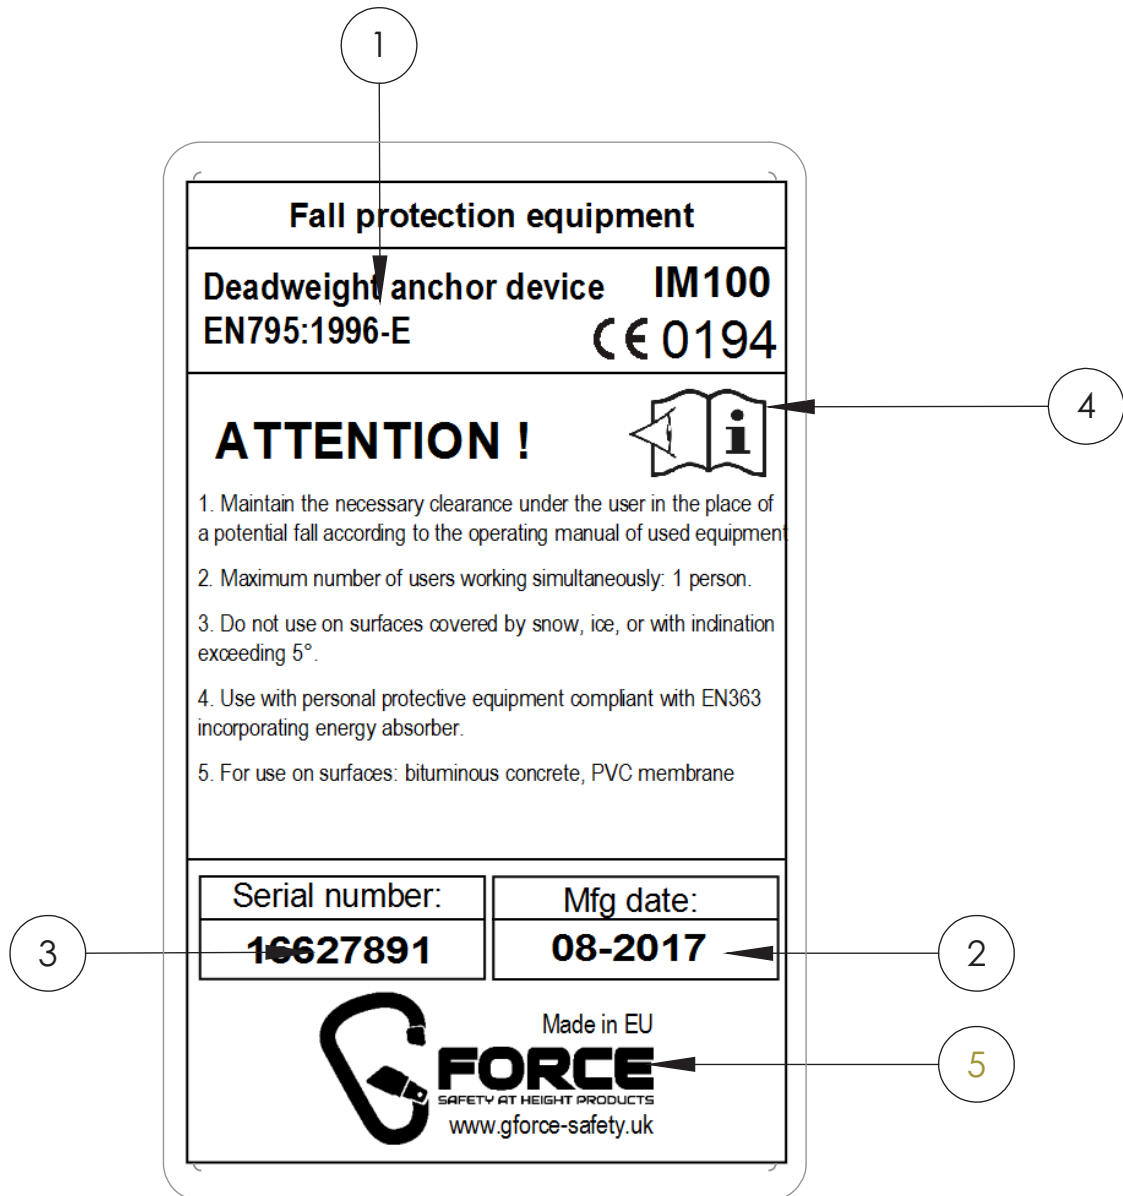 1
Fall protection equipment
Deadweight anchor device IM100
EN795:1996-E CE 0194
4
ATTENTION !
i
1. Maintain the necessary clearance under the user in the place of
a potential fall according to the operating manual of used equipment
2. Maximum number of users working simultaneously: 1 person.
3. Do not use on surfaces covered by snow, ice, or with indination
exceeding 5°.
4. Use with personal protective equipment compliant with EN363
incorporating energy absorber.
5. For use on surfaces: bituminous concrete, PVC membrane
Serial number: Mfg date:
3 16627891 08-2017 2
Made in EU
FORCE 5
SAFETY AT HEIGHT PRODUCTS
www.gforce-safety.uk